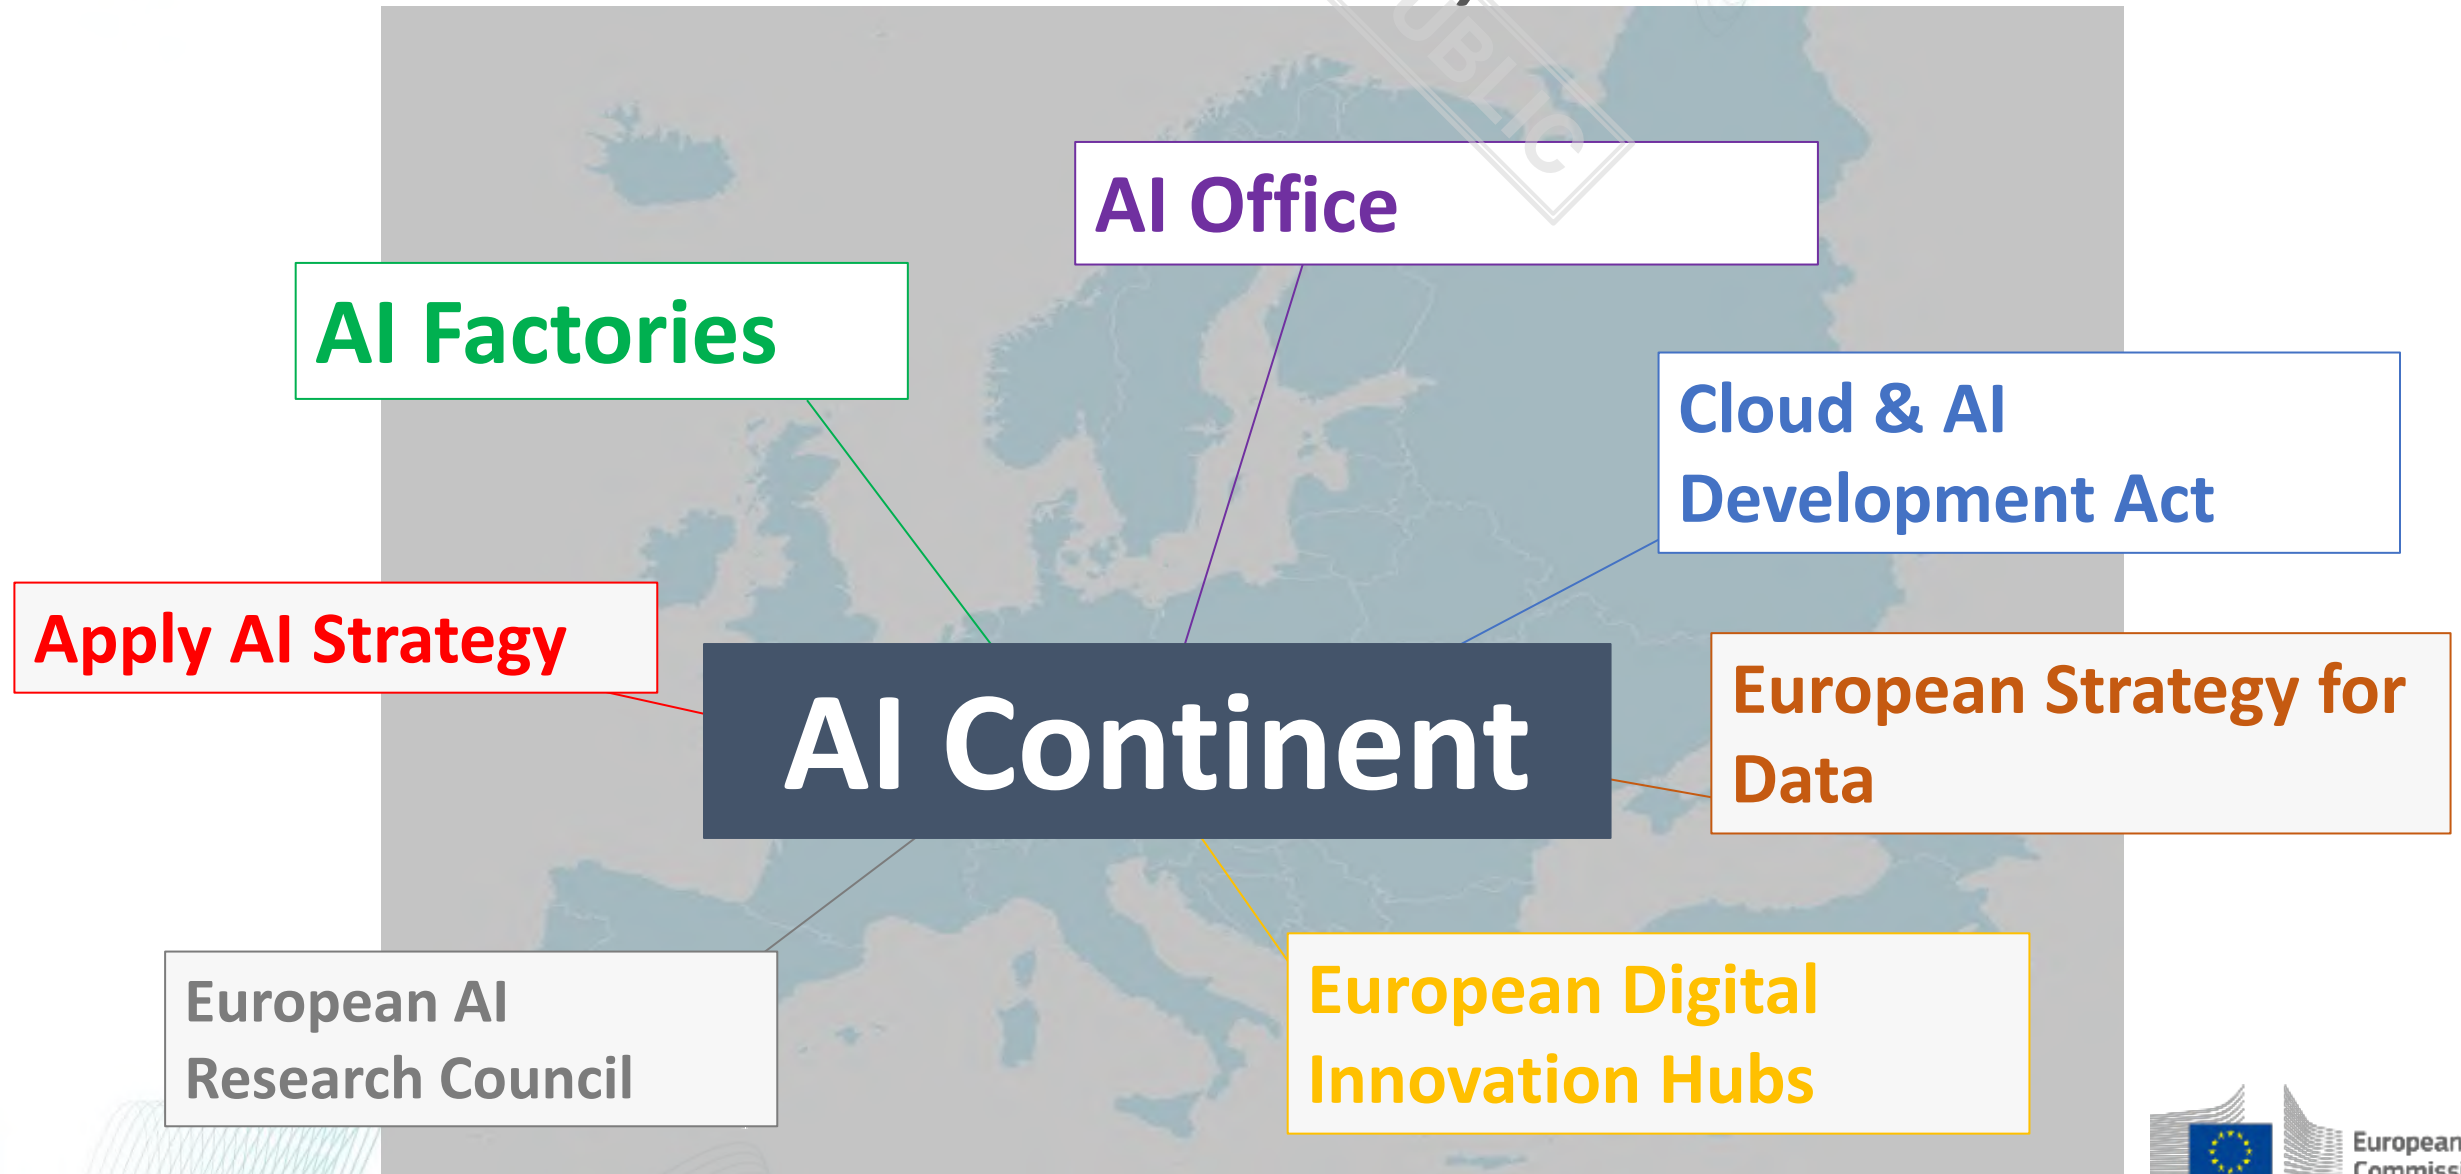 PUBLIC
AI Office
AI Factories
Cloud & AI
Development Act
Apply AI Strategy
European Strategy for
Data
AI Continent
European AI
Research Council
European Digital
Innovation Hubs
European